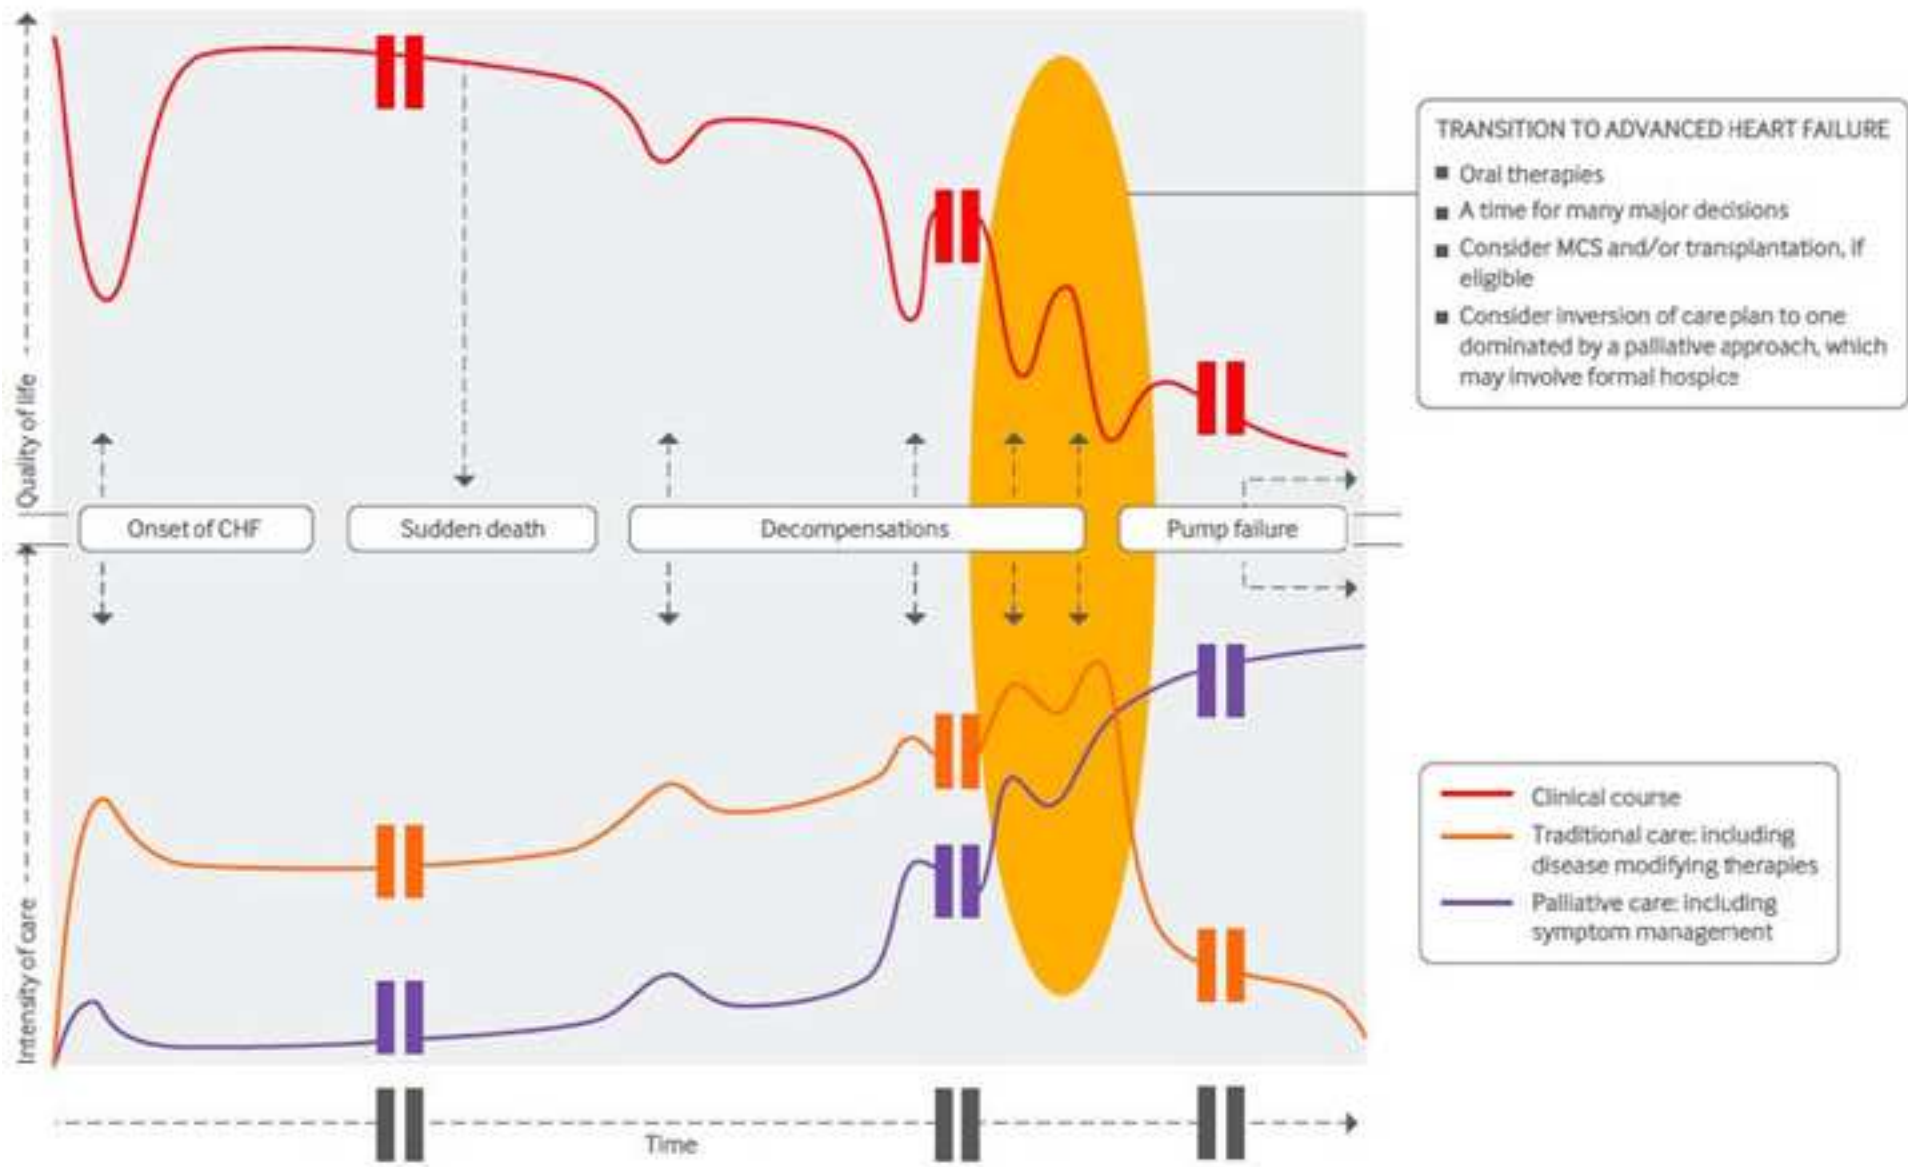 Quality of life
Intensity of care
Onset of CHF
Sudden death
Decompensations
Pump failure
Time
TRANSITION TO ADVANCED HEART FAILURE
■ Oral therapies
■ A time for many major decisions
■ Consider MCS and/or transplantation, if
eligible
■ Consider inversion of care plan to one
dominated by a palliative approach, which
may involve formal hospice
Clinical course
Traditional care: including
disease modifying therapies
Palliative care: including
symptom management